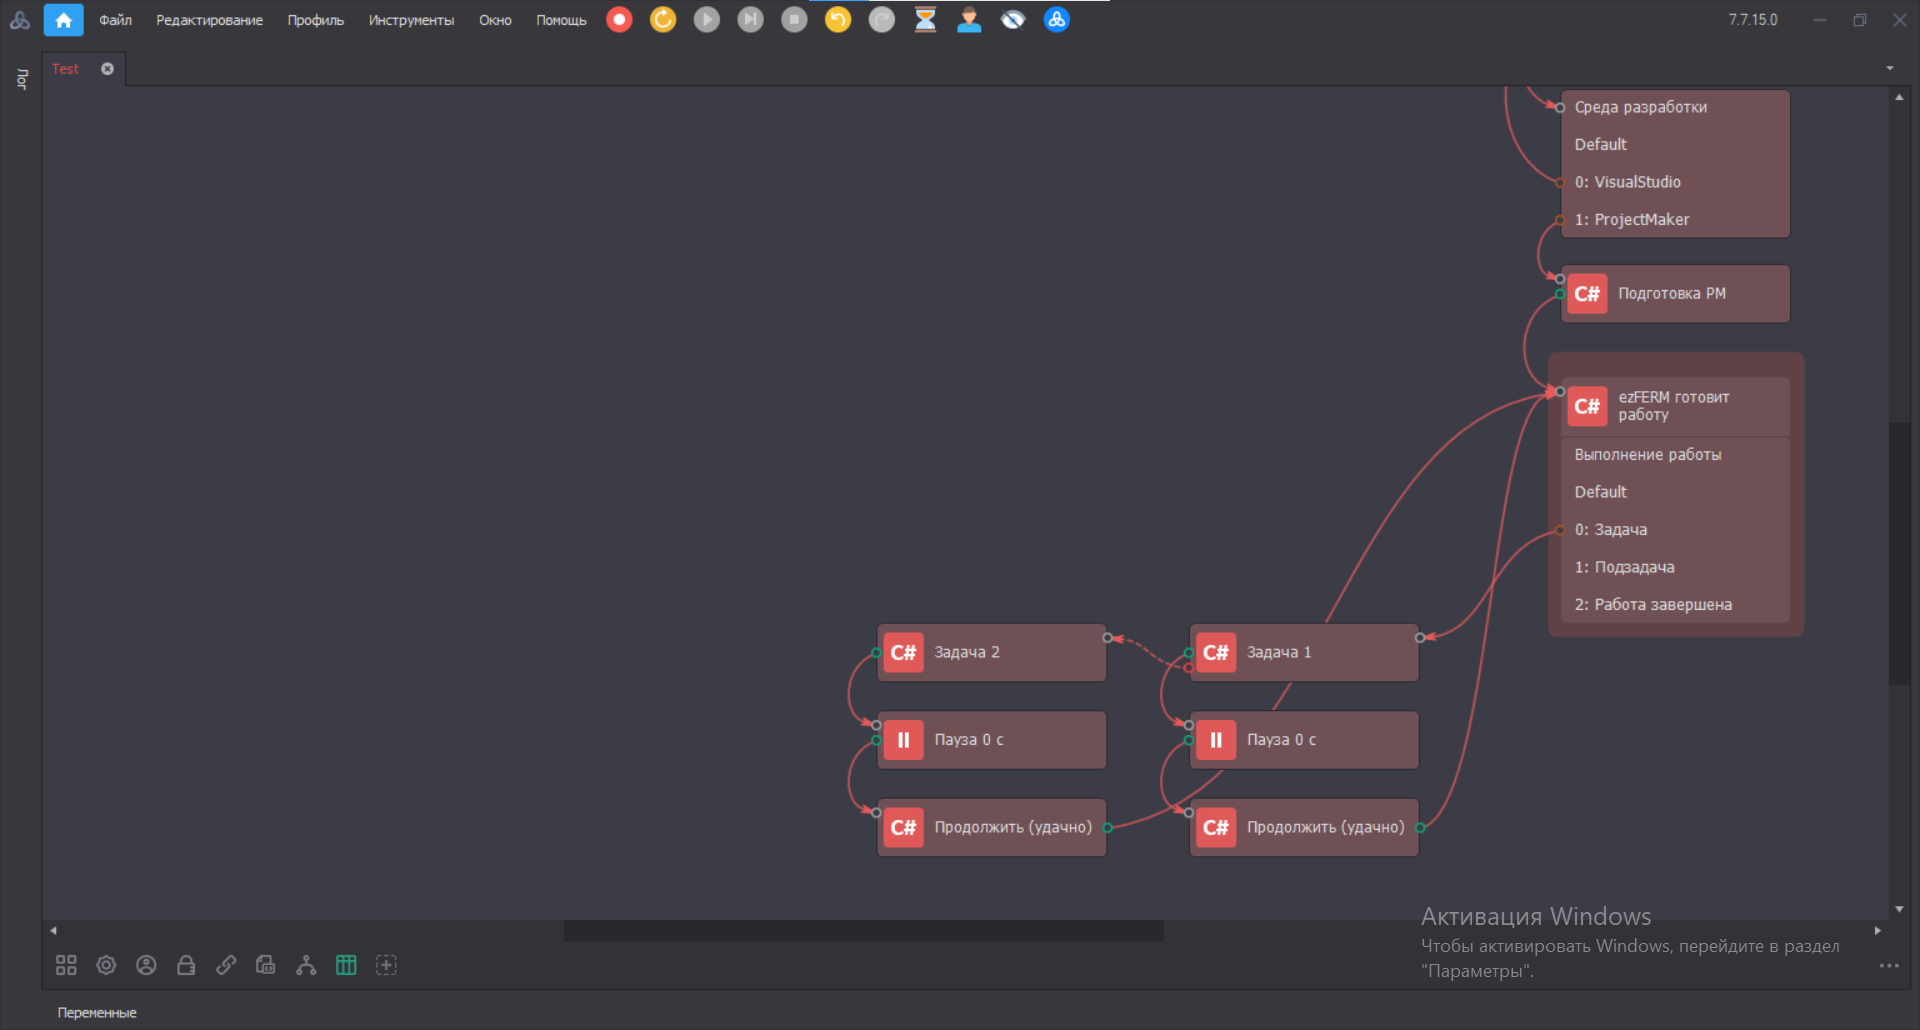 Файл Редактирование Профиль Инструменты Окно Помощь 7.7.15.0
Лог
Test
Среда разработки
Default
0: VisualStudio
1: ProjectMaker
C# Подготовка PM
C# ezFERM готовит
работу
Выполнение работы
Default
0: Задача
1: Подзадача
2: Работа завершена
C# Задача 2
C# Задача 1
Пауза 0 с
Пауза 0 с
C# Продолжить (удачно)
C# Продолжить (удачно)
Активация Windows
Чтобы активировать Windows, перейдите в раздел
"Параметры".
Переменные